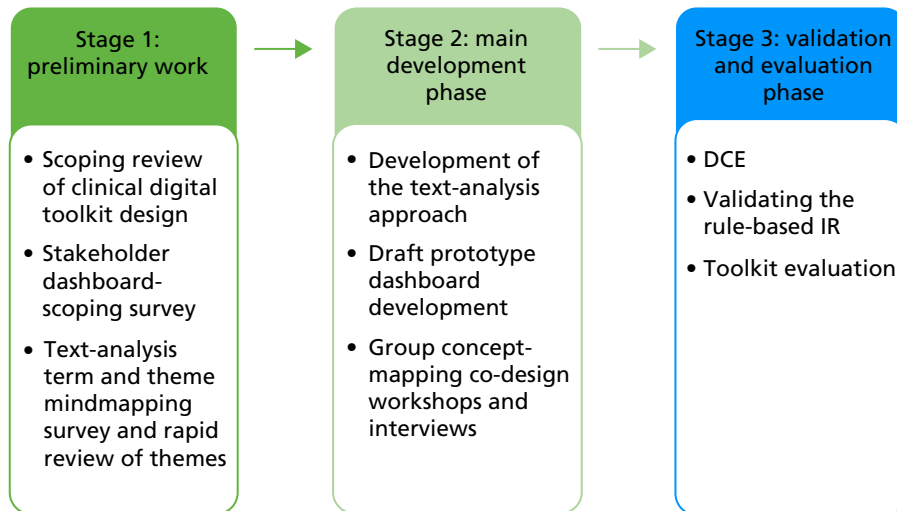 Stage 1:
preliminary work
• Scoping review
of clinical digital
toolkit design
• Stakeholder
dashboard-
scoping survey
• Text-analysis
term and theme
mindmapping
survey and rapid
review of themes
Stage 2: main
development
phase
• Development of
the text-analysis
approach
• Draft prototype
dashboard
development
• Group concept-
mapping co-design
workshops and
interviews
Stage 3: validation
and evaluation
phase
• DCE
• Validating the
rule-based IR
• Toolkit evaluation